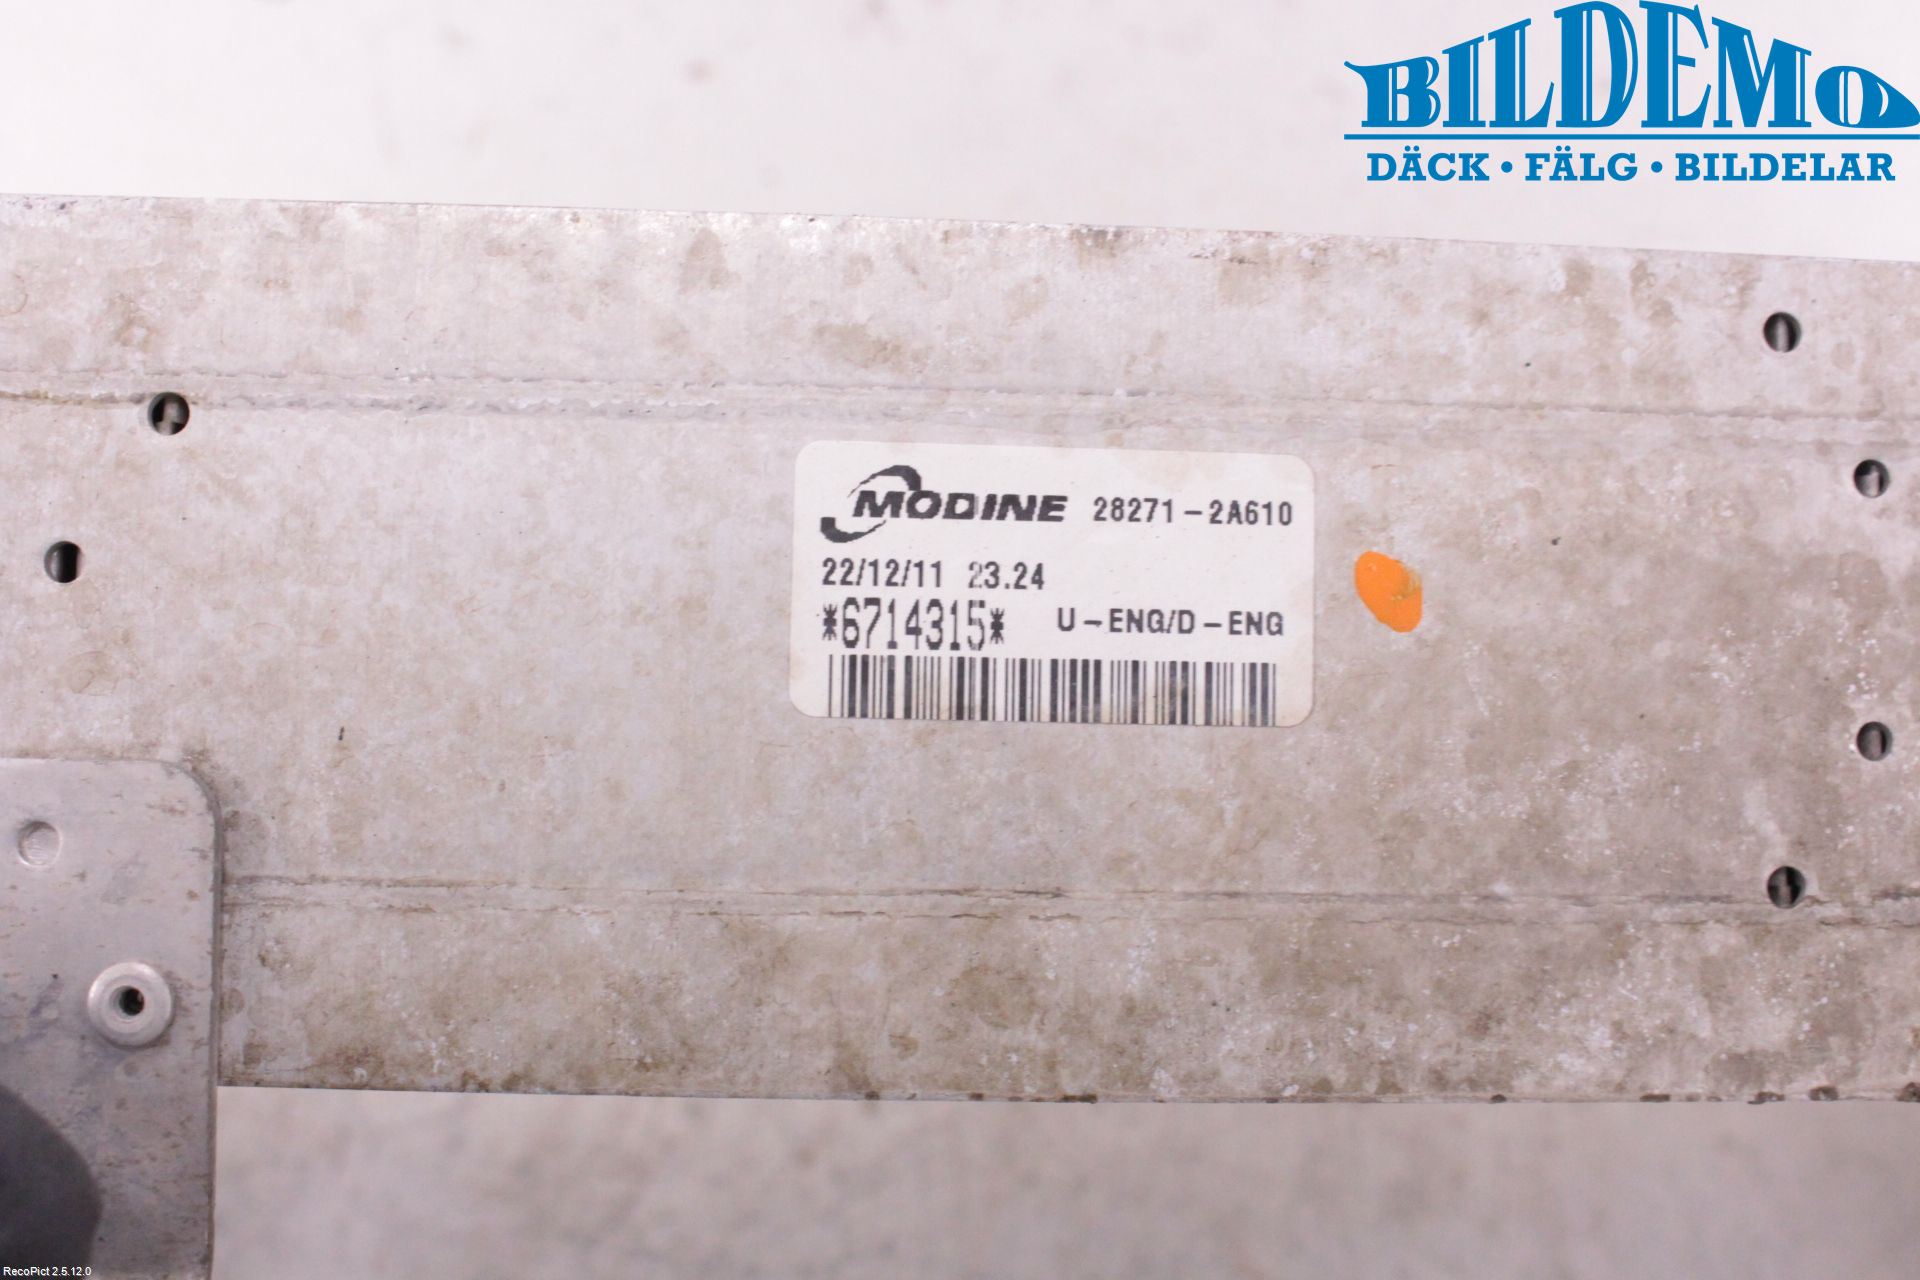 BILDEMO
DÄCK • FÄLG • BILDELAR
MODINE 28271-2A610
22/12/11 23.24
*6714315* U-ENG/D-ENG
RecoPict 2.5.12.0